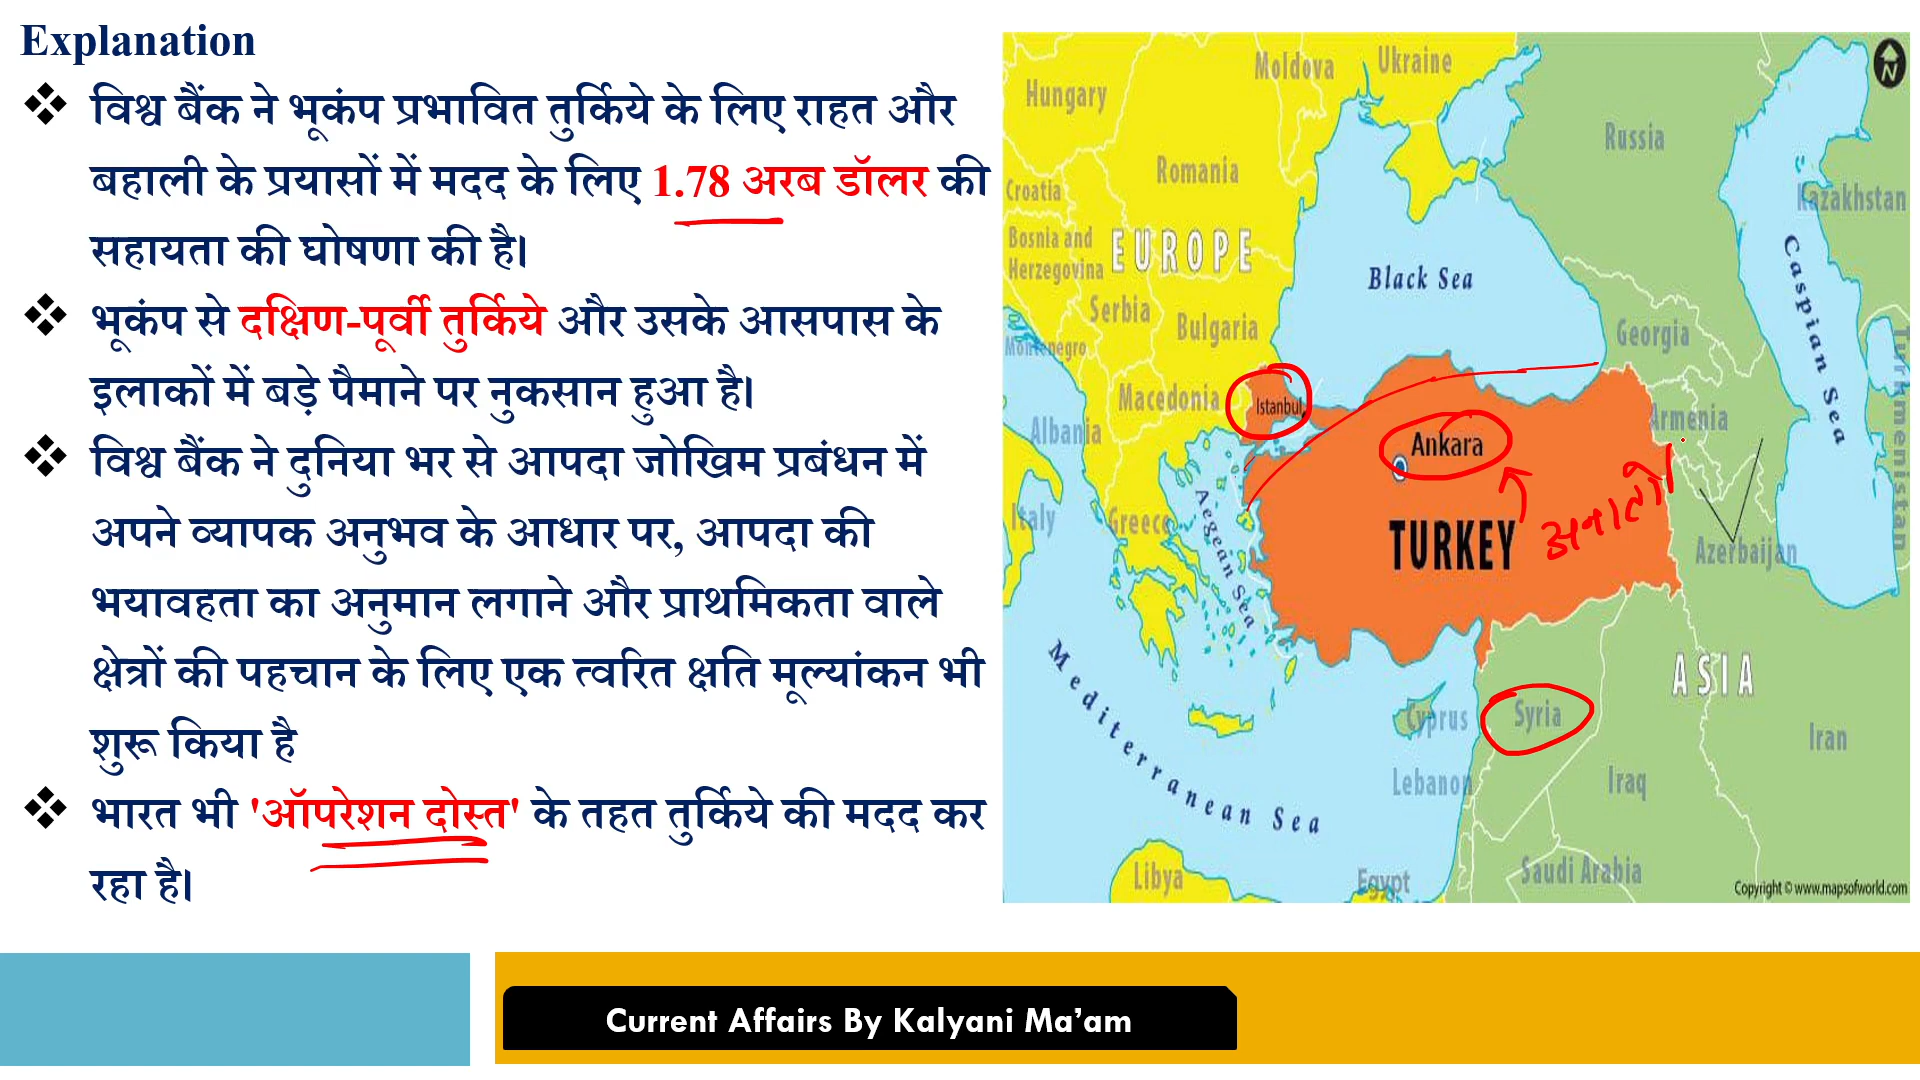 Explanation
❖ विश्व बैंक ने भूकंप प्रभावित तुर्किये के लिए राहत और
बहाली के प्रयासों में मदद के लिए 1.78 अरब डॉलर की
सहायता की घोषणा की है।
❖ भूकंप से दक्षिण-पूर्वी तुर्किये और उसके आसपास के
इलाकों में बड़े पैमाने पर नुकसान हुआ है।
❖ विश्व बैंक ने दुनिया भर से आपदा जोखिम प्रबंधन में
अपने व्यापक अनुभव के आधार पर, आपदा की
भयावहता का अनुमान लगाने और प्राथमिकता वाले
क्षेत्रों की पहचान के लिए एक त्वरित क्षति मूल्यांकन भी
शुरू किया है
❖ भारत भी 'ऑपरेशन दोस्त' के तहत तुर्किये की मदद कर
रहा है।
N
Moldova
Ukraine
Hungary
Russia
Romania
Croatia
Kazakhstan
Bosnia and
Herzegovina
EUROPE
Black Sea
Caspian Sea
Serbia
Bulgaria
Georgia
Montenegro
Turkmenistan
Macedonia
Istanbul
Armenia
Albania
Ankara
अनातो
Italy
Greece
Aegean Sea
TURKEY
Azerbaijan
Mediterranean Sea
ASIA
Cyprus
Syria
Iran
Lebanon
Iraq
Libya
Egypt
Saudi Arabia
Copyright © www.mapsofworld.com
Current Affairs By Kalyani Ma’am